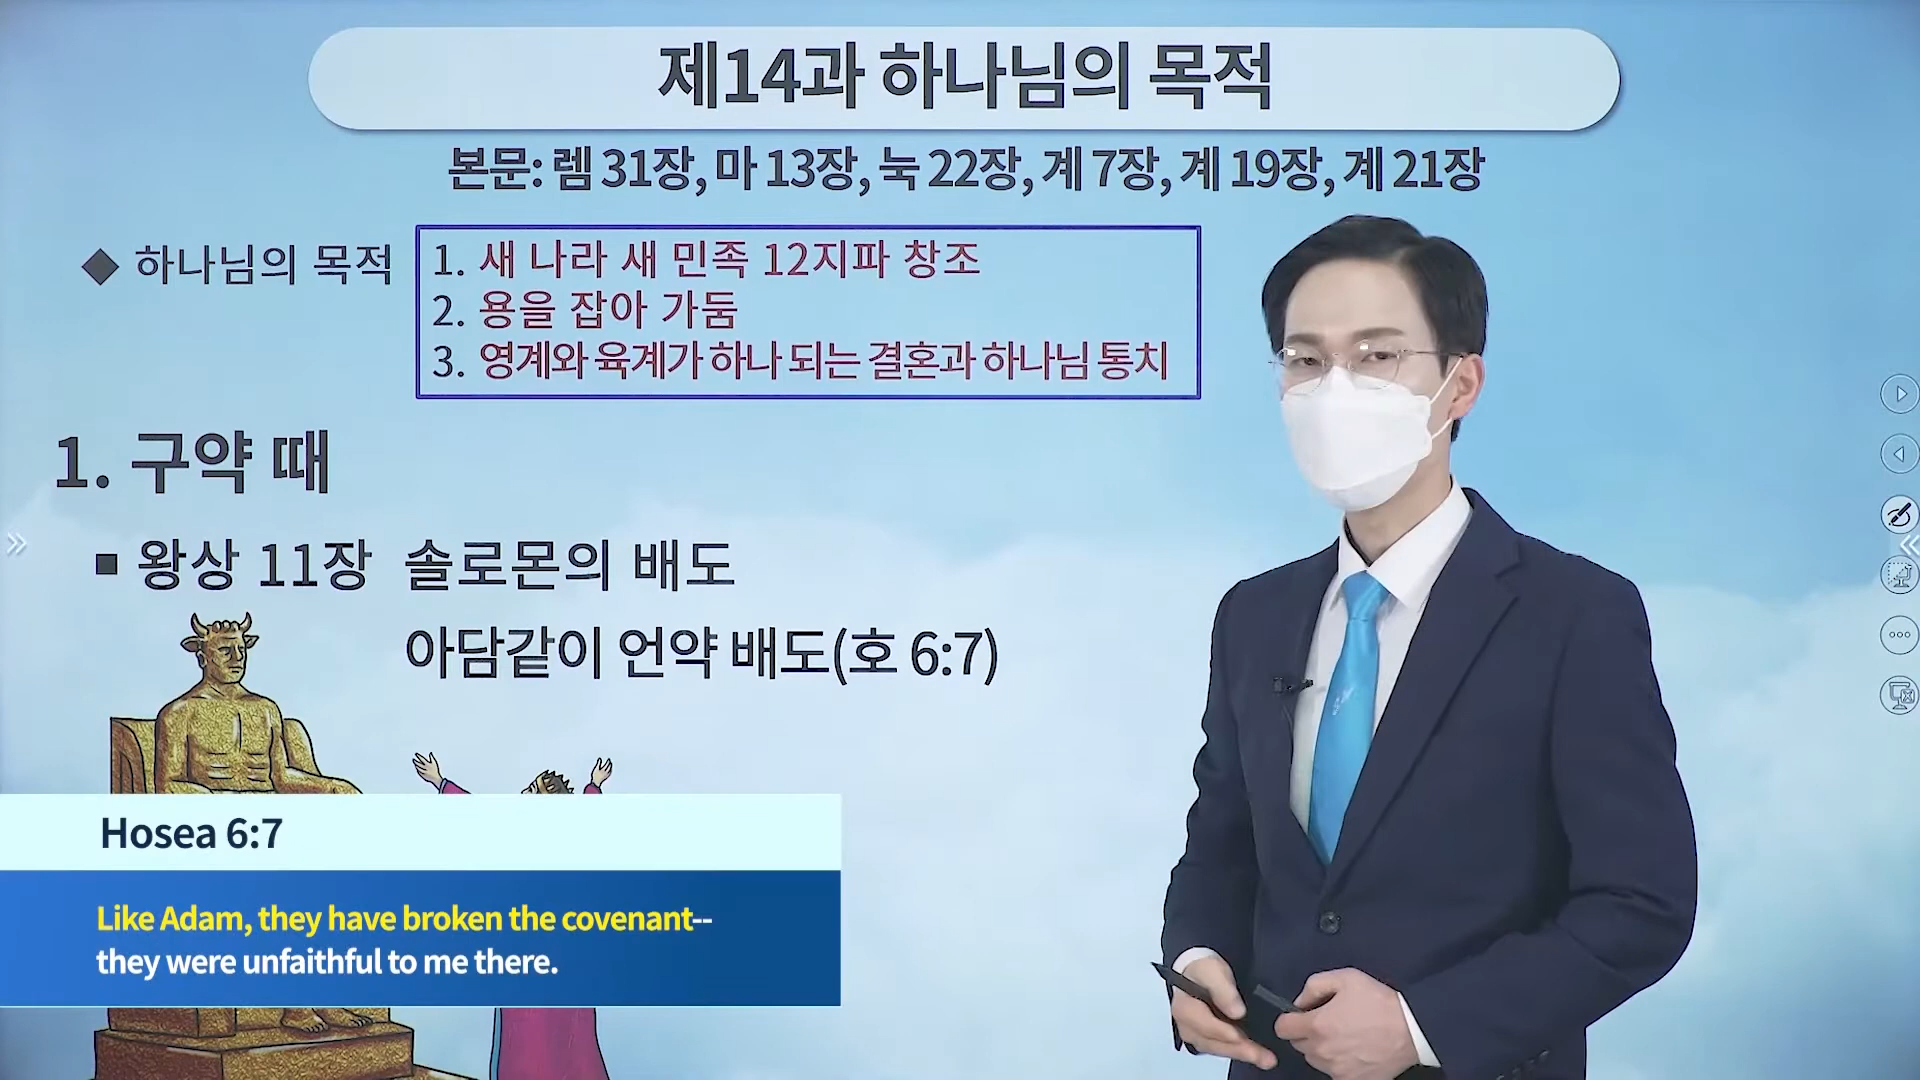 제14과 하나님의 목적
본문: 렘 31장, 마 13장, 눅 22장, 계 7장, 계 19장, 계 21장
◆ 하나님의 목적
1. 새 나라 새 민족 12지파 창조
2. 용을 잡아 가둠
3. 영계와 육계가 하나 되는 결혼과 하나님 통치
1. 구약 때
▪ 왕상 11장 솔로몬의 배도
아담같이 언약 배도(호 6:7)
Hosea 6:7
Like Adam, they have broken the covenant--
they were unfaithful to me there.